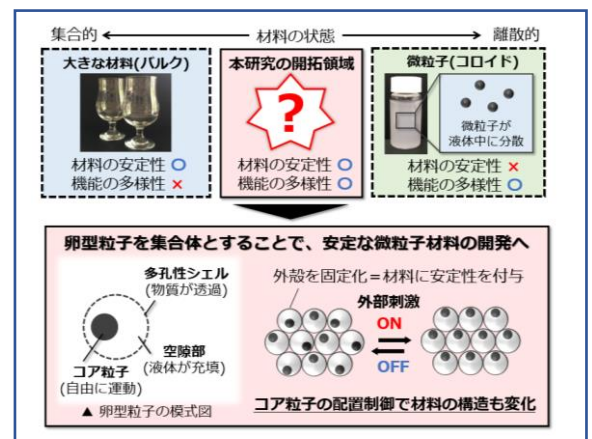 集合的 材料の状態 離散的
大きな材料(バルク)
材料の安定性 ○
機能の多様性 ×
本研究の開拓領域
?
材料の安定性 ○
機能の多様性 ○
微粒子(コロイド)
微粒子が
液体中に分散
材料の安定性 ×
機能の多様性 ○
卵型粒子を集合体とすることで、安定な微粒子材料の開発へ
多孔性シェル
(物質が透過)
空隙部
(液体が充填)
コア粒子
(自由に運動)
▲ 卵型粒子の模式図
外殻を固定化=材料に安定性を付与
外部刺激
ON
OFF
コア粒子の配置制御で材料の構造も変化